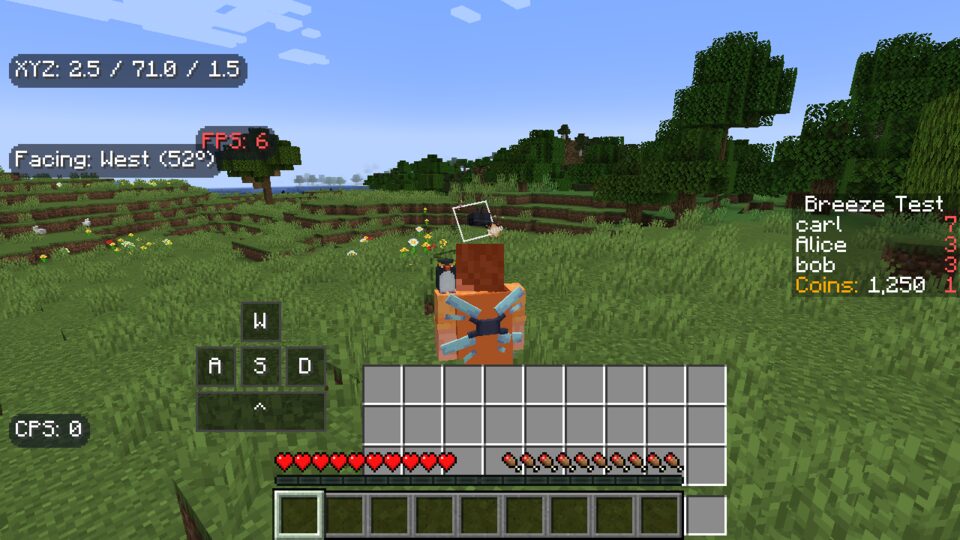 XYZ: 2.5 / 71.0 / 1.5
FPS: 6
Facing: West (52°)
Breeze Test
carl 7
Alice 3
bob 3
Coins: 1,250 1
W
A S D
^
CPS: 0